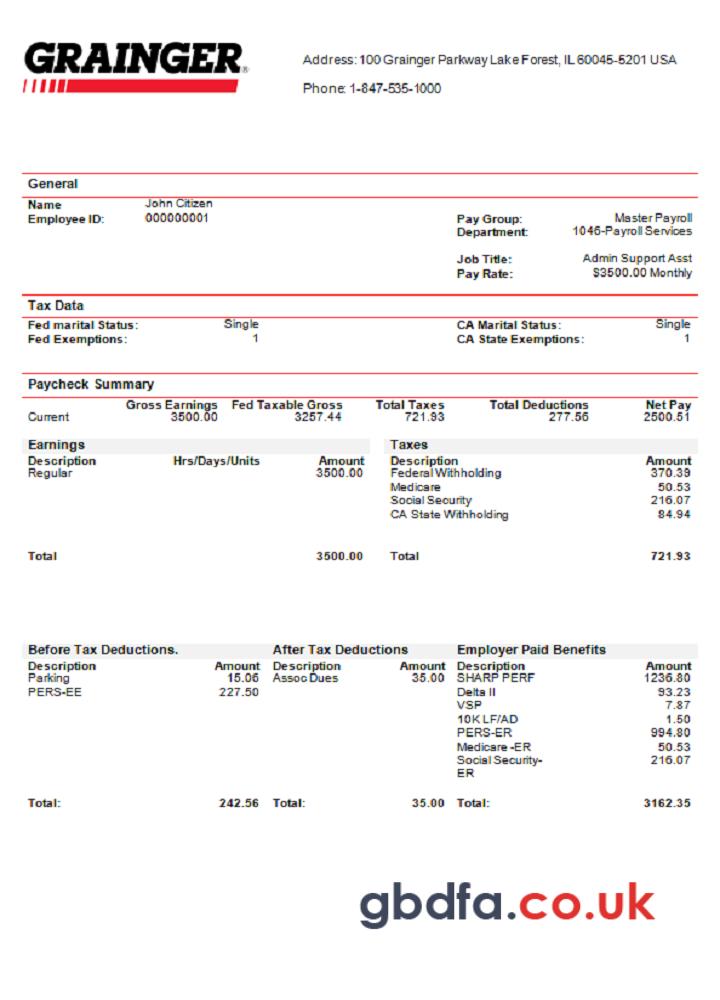 GRAINGER®
Address: 100 Grainger Parkway Lake Forest, IL 60045-5201 USA
Phone: 1-847-535-1000
General
Name John Citizen
Employee ID: 000000001
Pay Group: Master Payroll
Department: 1046-Payroll Services
Job Title: Admin Support Asst
Pay Rate: $3500.00 Monthly
Tax Data
Fed marital Status: Single CA Marital Status: Single
Fed Exemptions: 1 CA State Exemptions: 1
Paycheck Summary
Gross Earnings Fed Taxable Gross Total Taxes Total Deductions Net Pay
Current 3500.00 3257.44 721.93 277.56 2500.51
Earnings Taxes
Description Hrs/Days/Units Amount Description Amount
Regular 3500.00 Federal Withholding 370.39
Medicare 50.53
Social Security 216.07
CA State Withholding 84.94
Total 3500.00 Total 721.93
Before Tax Deductions. After Tax Deductions Employer Paid Benefits
Description Amount Description Amount Description Amount
Parking 15.06 Assoc Dues 35.00 SHARP PERF 1236.80
PERS-EE 227.50 Delta II 93.23
VSP 7.87
10K LF/AD 1.50
PERS-ER 994.80
Medicare -ER 50.53
Social Security- 216.07
ER
Total: 242.56 Total: 35.00 Total: 3162.35
gbdfa.co.uk